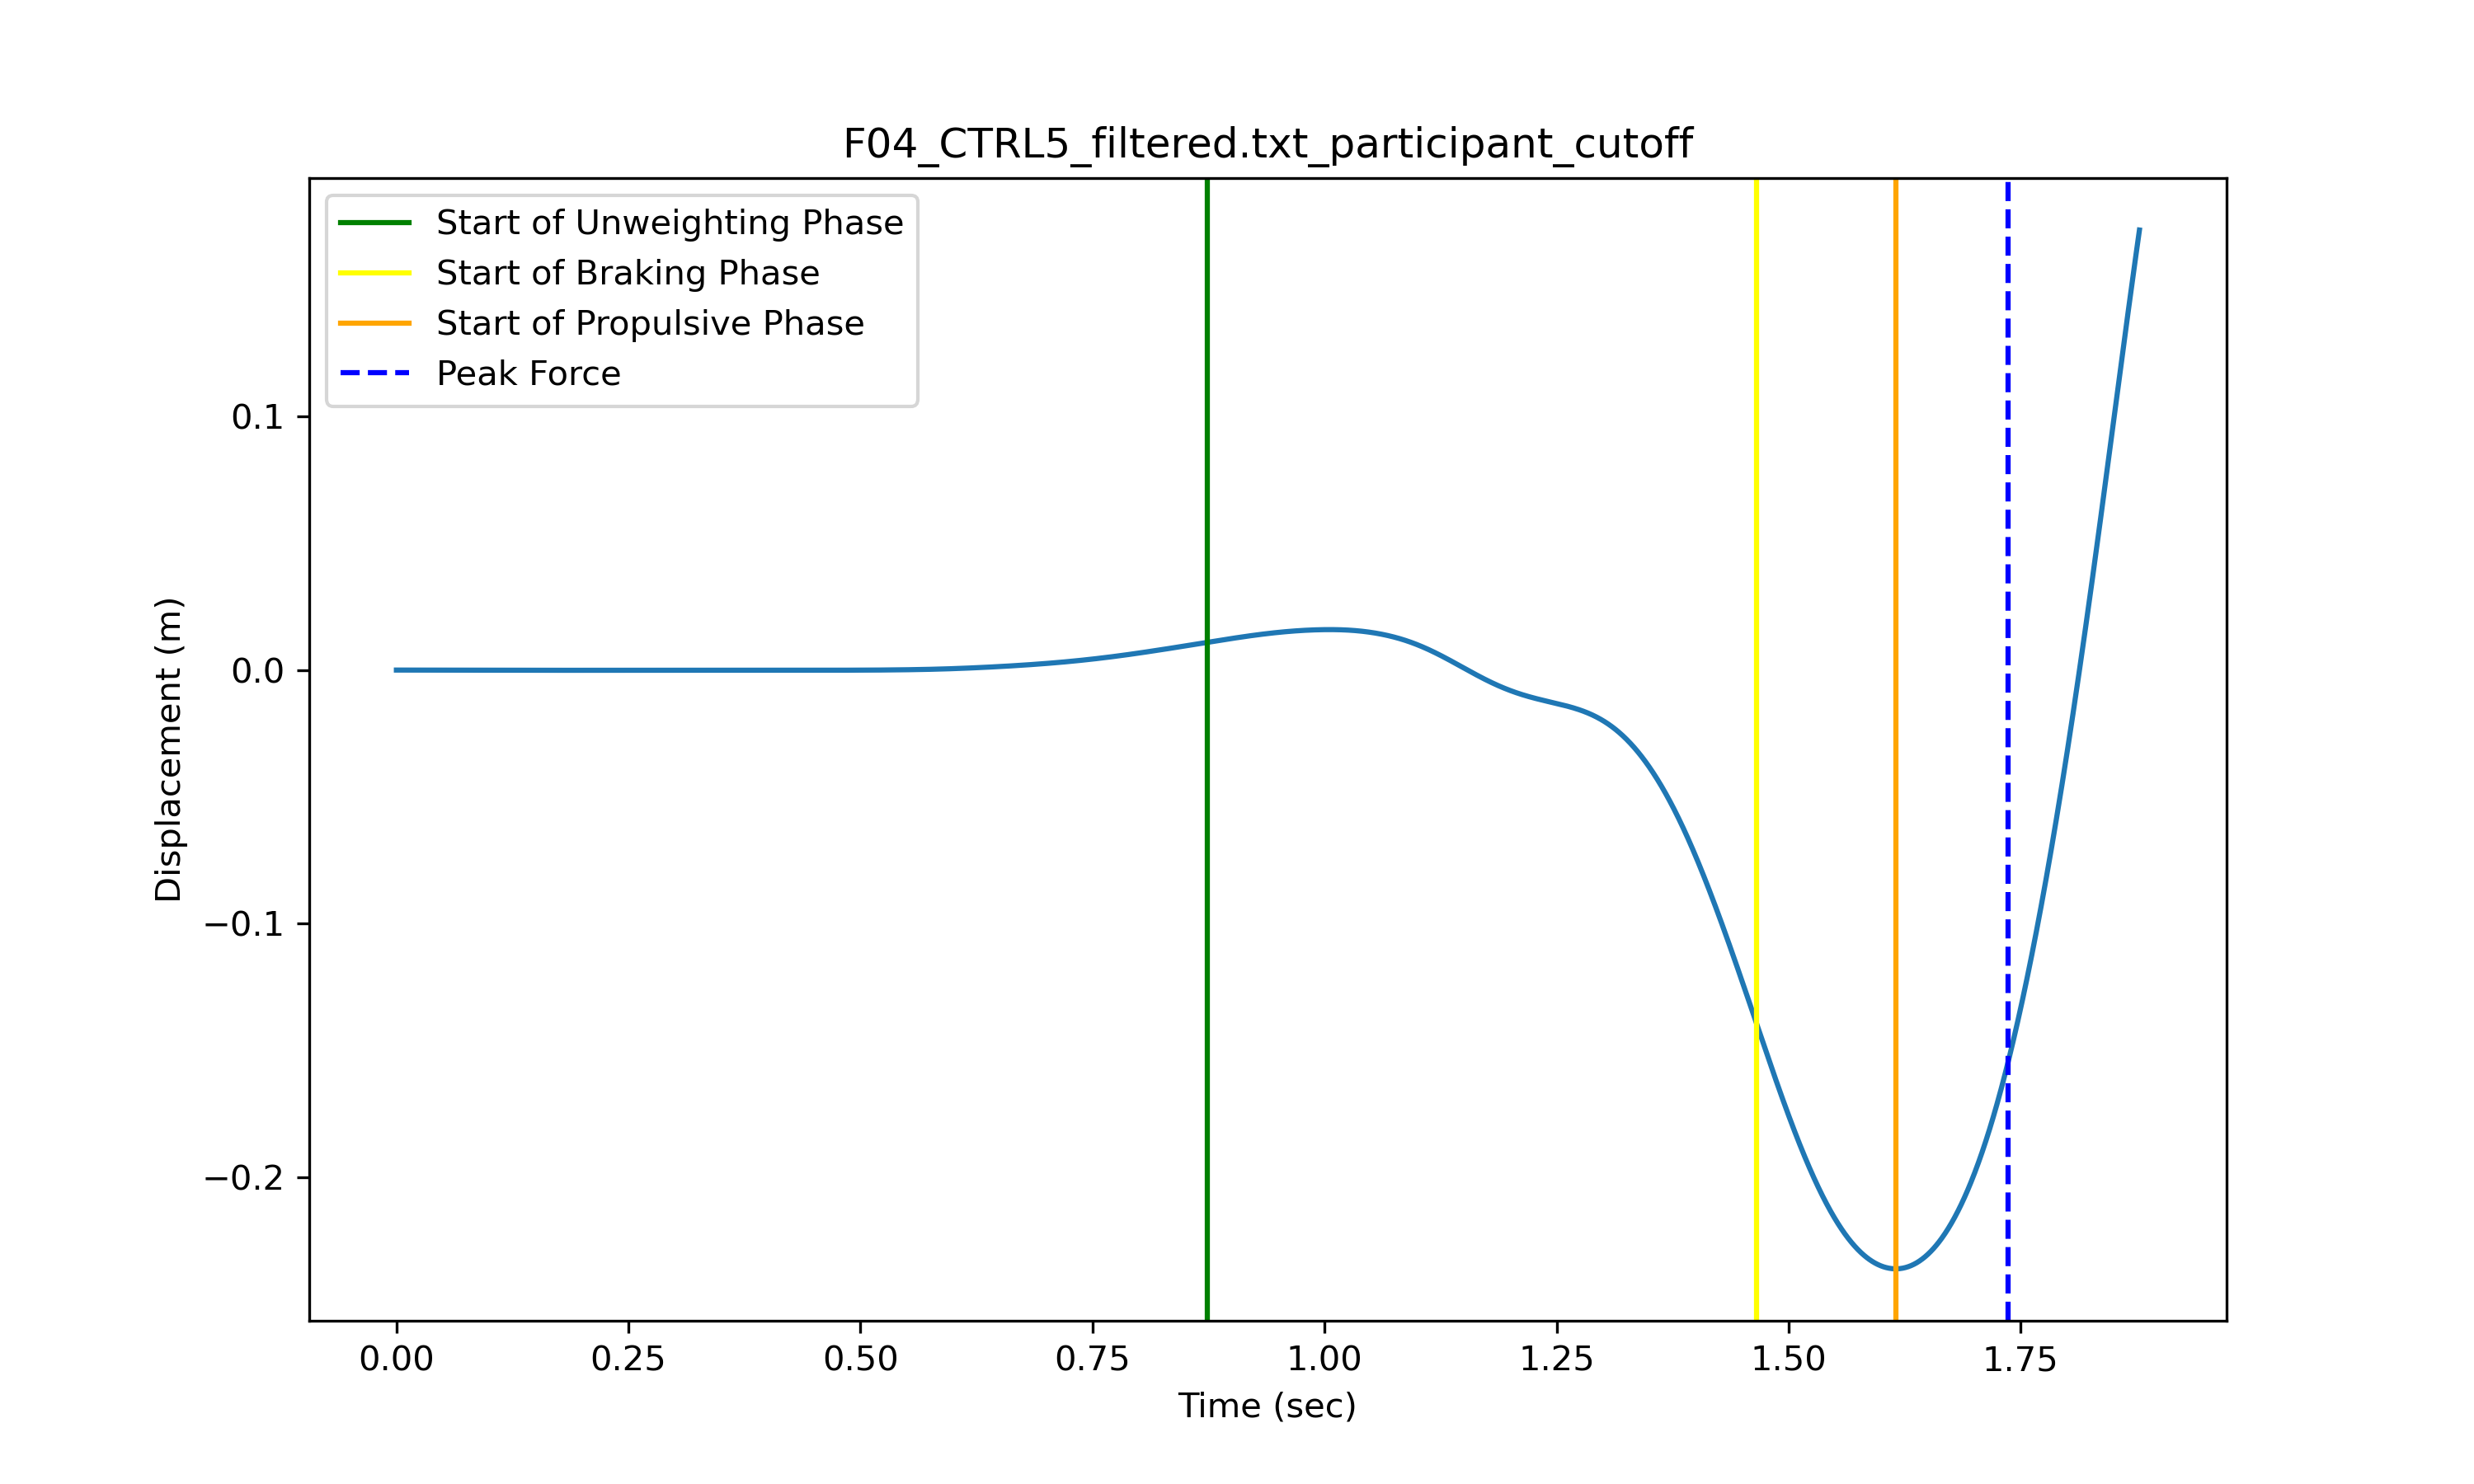 F04_CTRL5_filtered.txt_participant_cutoff
Start of Unweighting Phase
Start of Braking Phase
Start of Propulsive Phase
Peak Force
0.1
0.0
−0.1
−0.2
Displacement (m)
0.00 0.25 0.50 0.75 1.00 1.25 1.50 1.75
Time (sec)